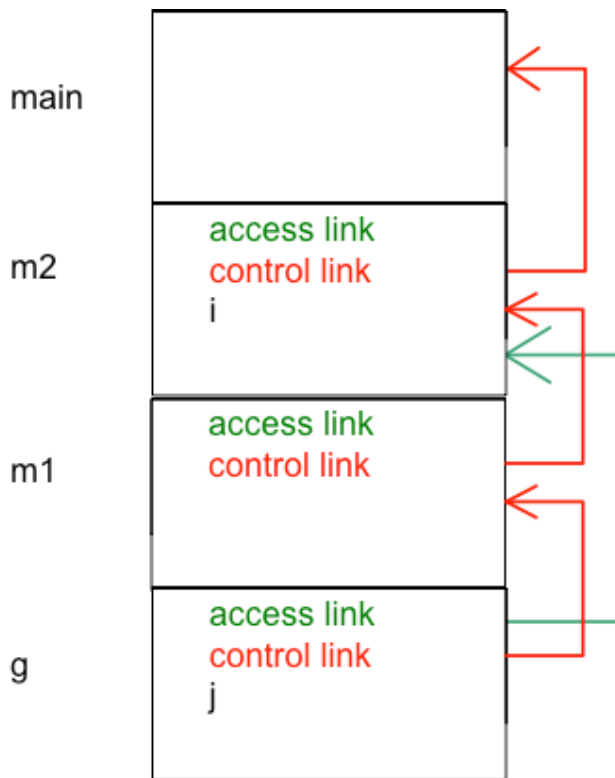 main
access link
m2
control link
i
access link
m1
control link
access link
g
control link
j